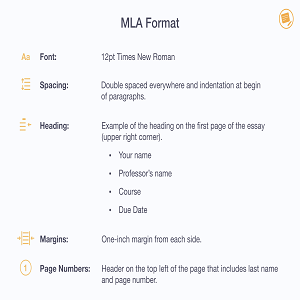 MLA Format
Aa Font: 12pt Times New Roman
Spacing: Double spaced everywhere and indentation at begin
of paragraphs.
Heading: Example of the heading on the first page of the essay
(upper right corner).
• Your name
• Professor's name
• Course
• Due Date
Margins: One-inch margin from each side.
1 Page Numbers: Header on the top left of the page that includes last name
and page number.